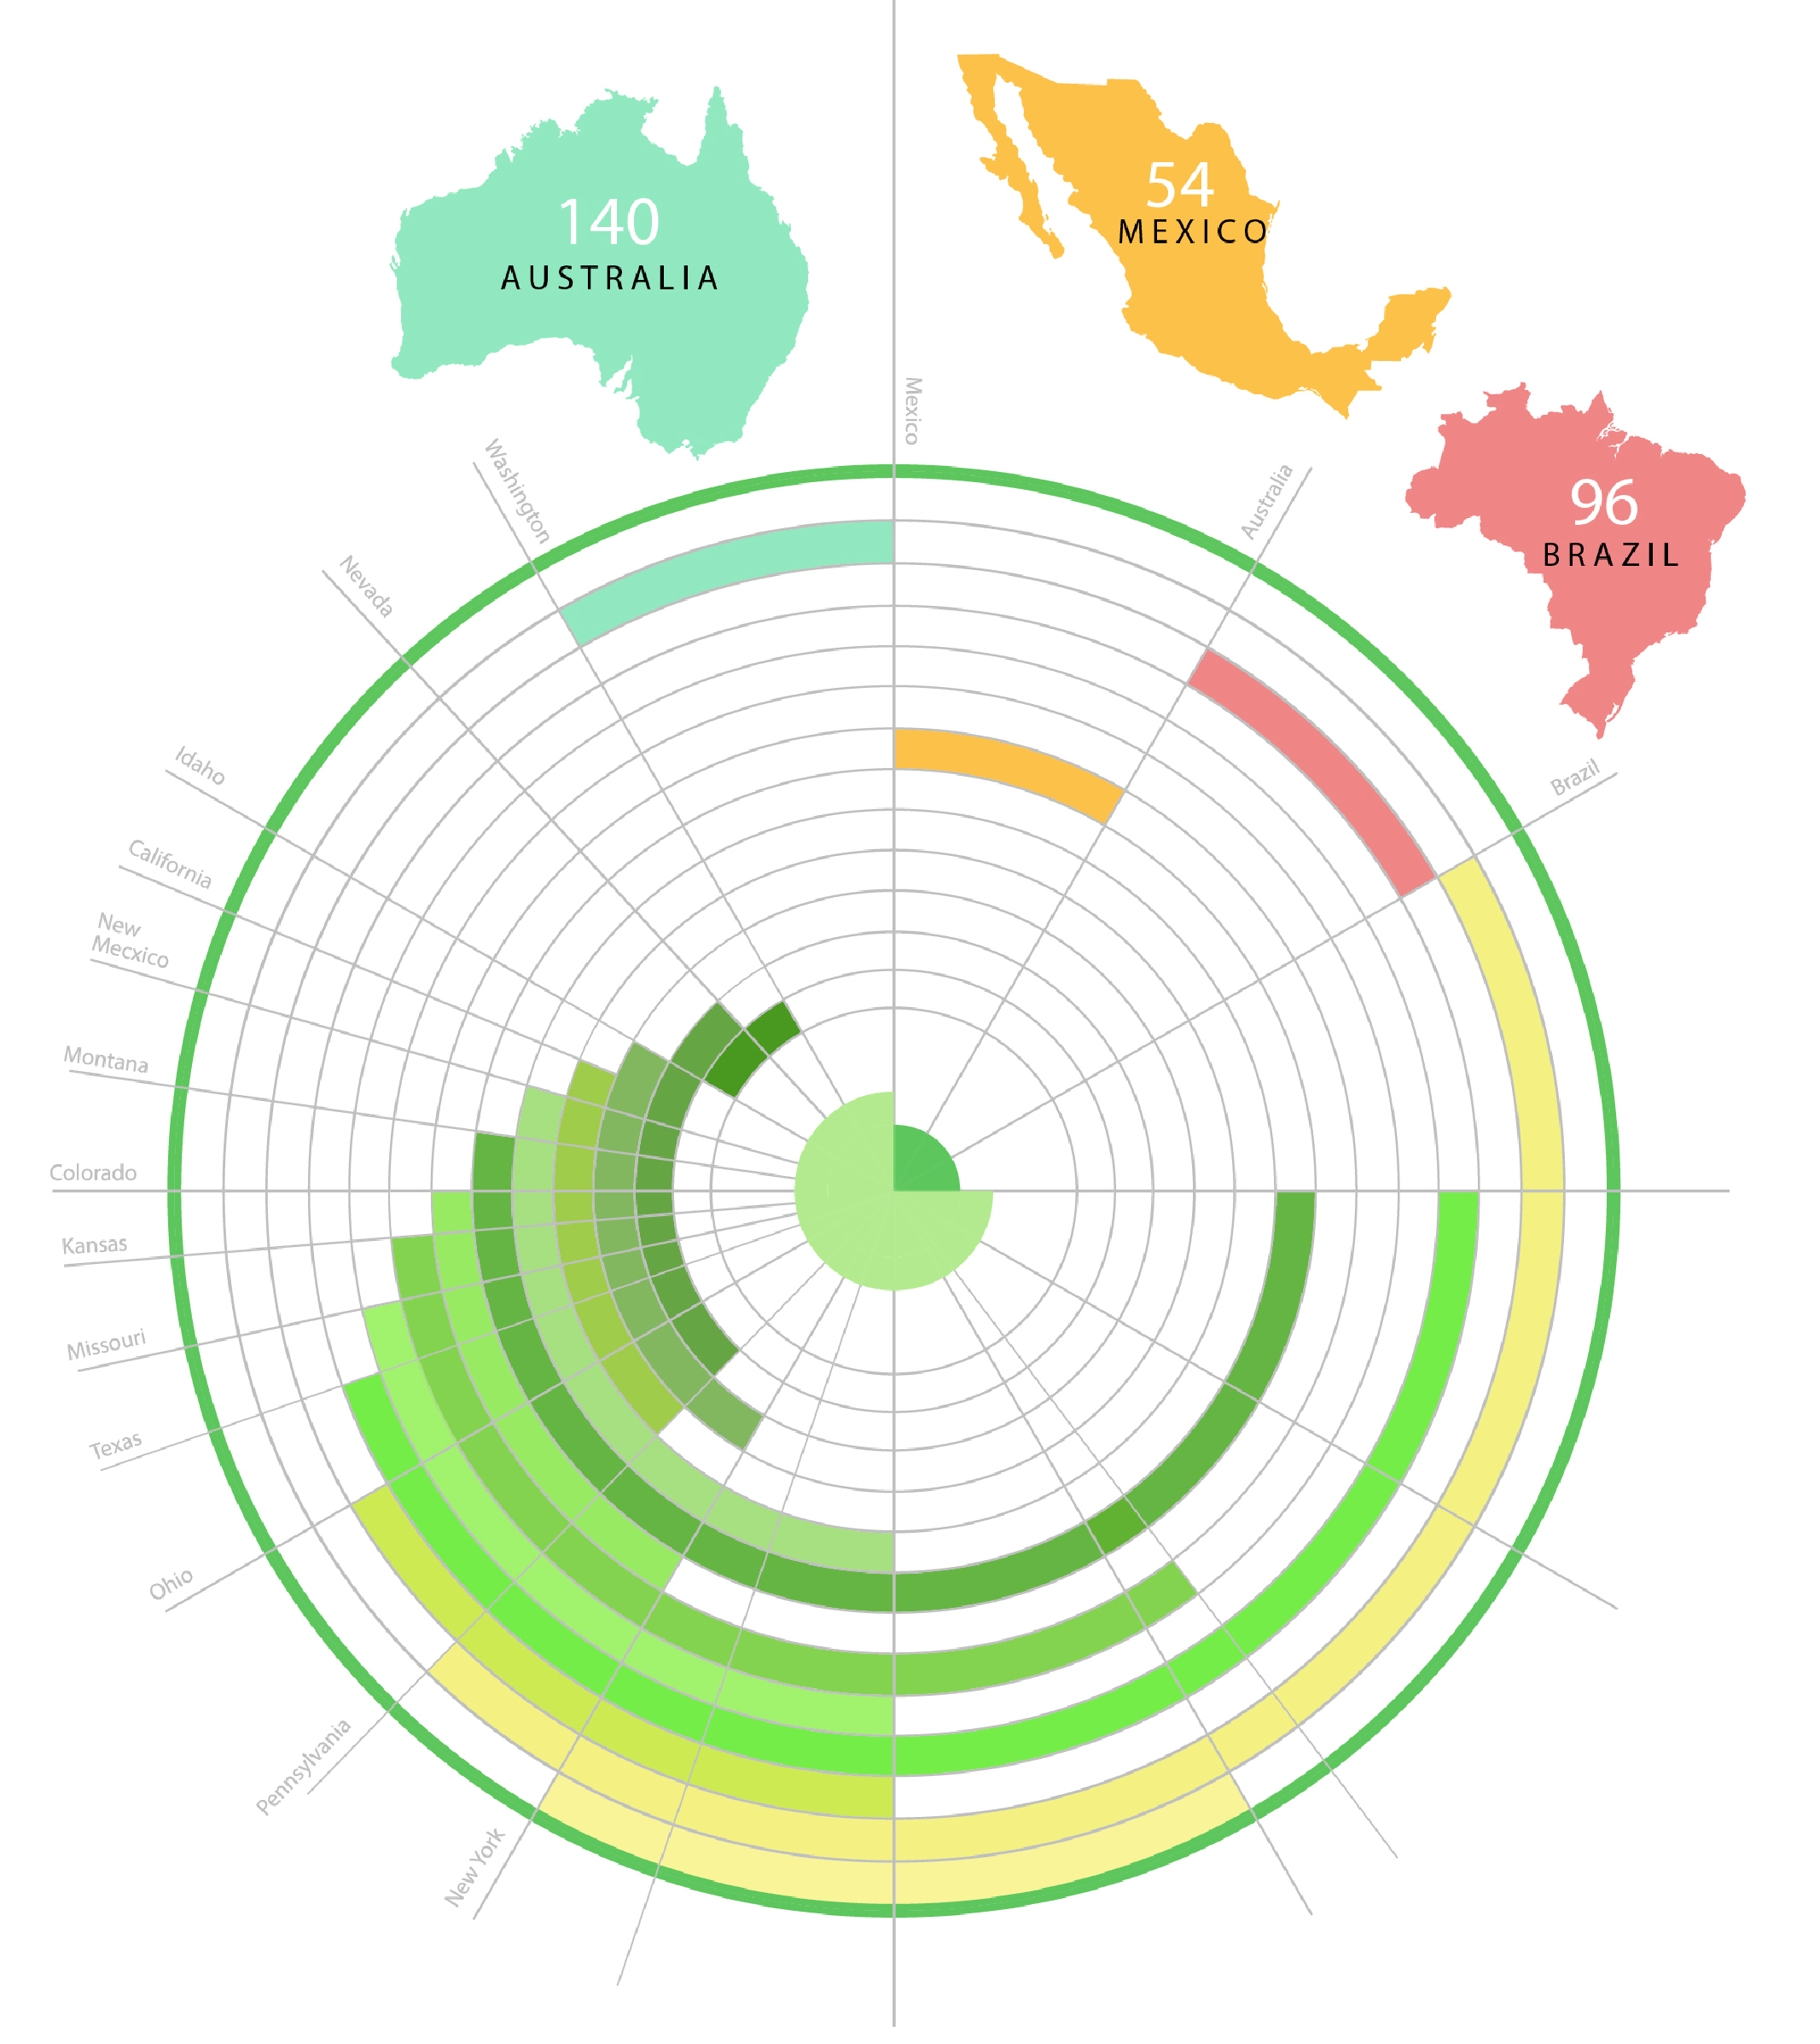 140
AUSTRALIA
54
MEXICO
96
BRAZIL
Mexico
Australia
Brazil
Washington
Nevada
Idaho
California
New
Mecxico
Montana
Colorado
Kansas
Missouri
Texas
Ohio
Pennsylvania
New York